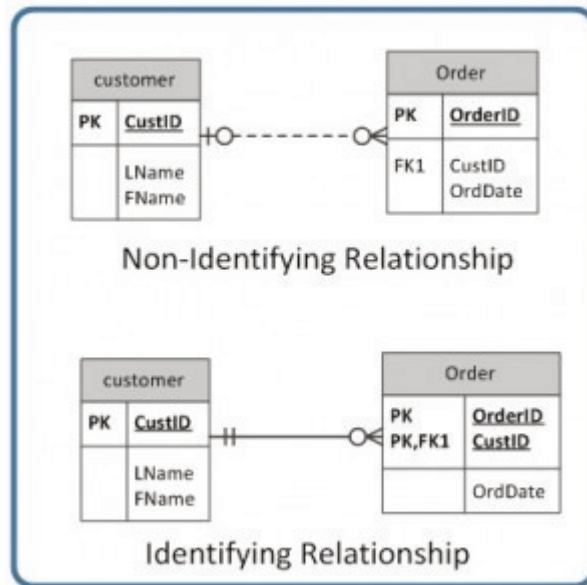 customer
PK CustID
LName
FName
Order
PK OrderID
FK1 CustID
OrdDate
Non-Identifying Relationship
customer
PK CustID
LName
FName
Order
PK OrderID
PK,FK1 CustID
OrdDate
Identifying Relationship